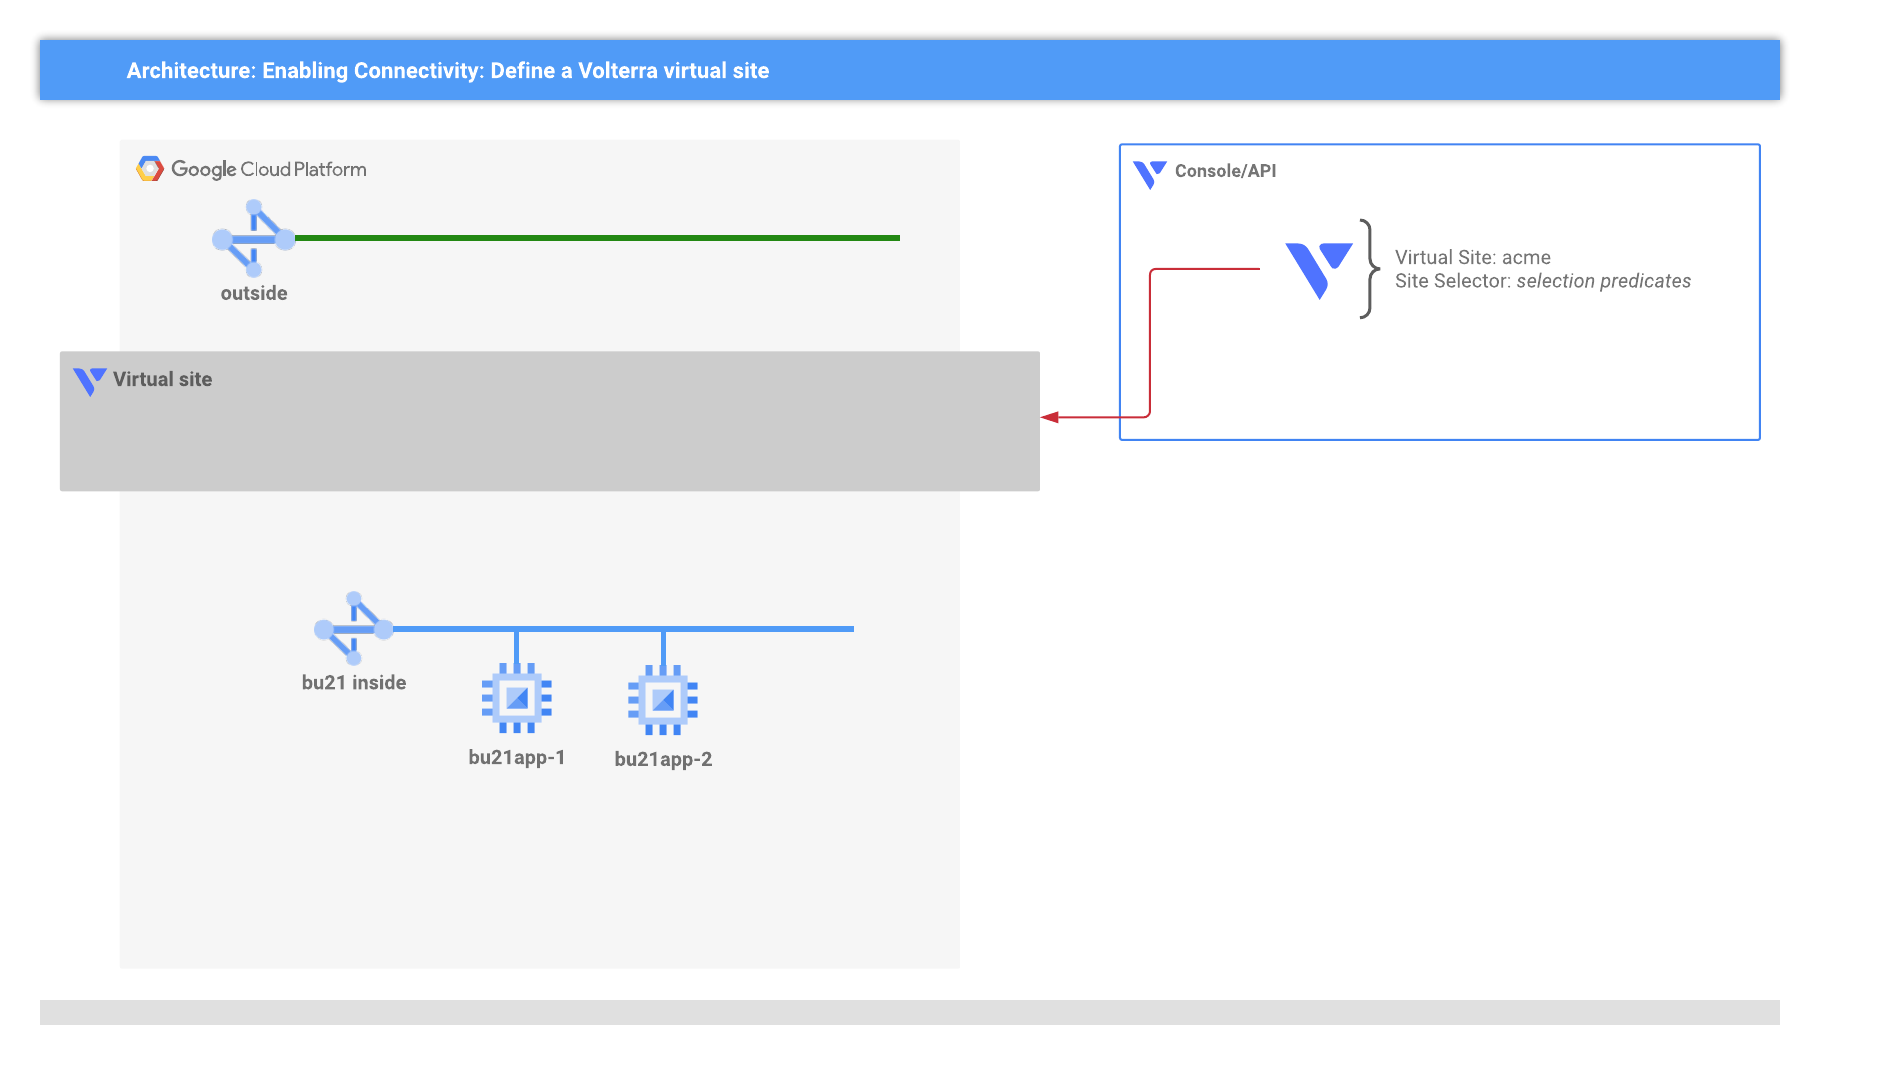 Architecture: Enabling Connectivity: Define a Volterra virtual site
Google Cloud Platform
outside
Virtual site
bu21 inside
bu21app-1
bu21app-2
Console/API
Virtual Site: acme
Site Selector: selection predicates